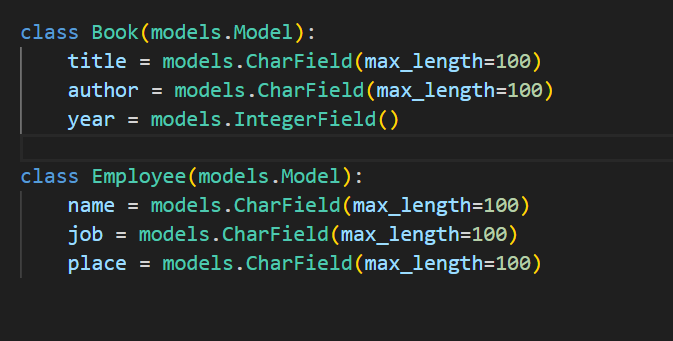 class Book(models.Model):
    title = models.CharField(max_length=100)
    author = models.CharField(max_length=100)
    year = models.IntegerField()
class Employee(models.Model):
    name = models.CharField(max_length=100)
    job = models.CharField(max_length=100)
    place = models.CharField(max_length=100)